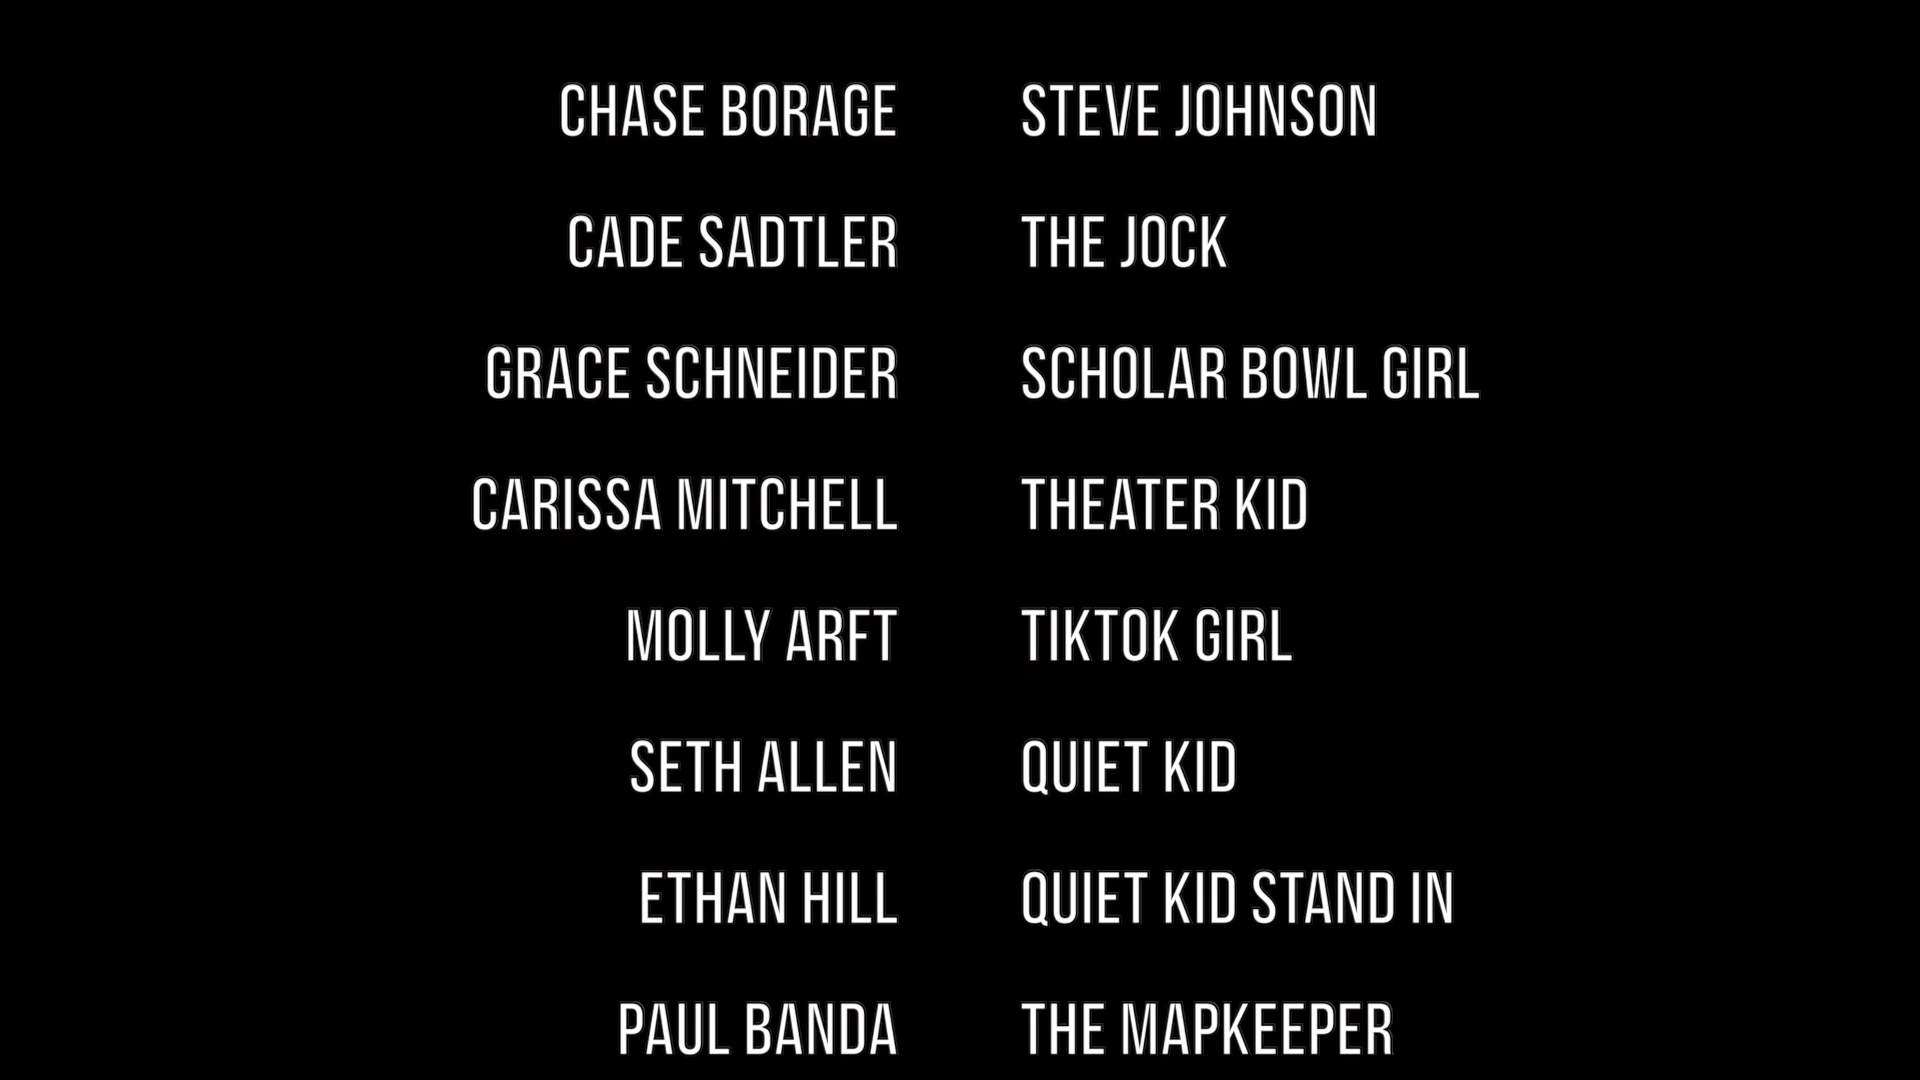 CHASE BORAGE STEVE JOHNSON
CADE SADTLER THE JOCK
GRACE SCHNEIDER SCHOLAR BOWL GIRL
CARISSA MITCHELL THEATER KID
MOLLY ARFT TIKTOK GIRL
SETH ALLEN QUIET KID
ETHAN HILL QUIET KID STAND IN
PAUL BANDA THE MAPKEEPER